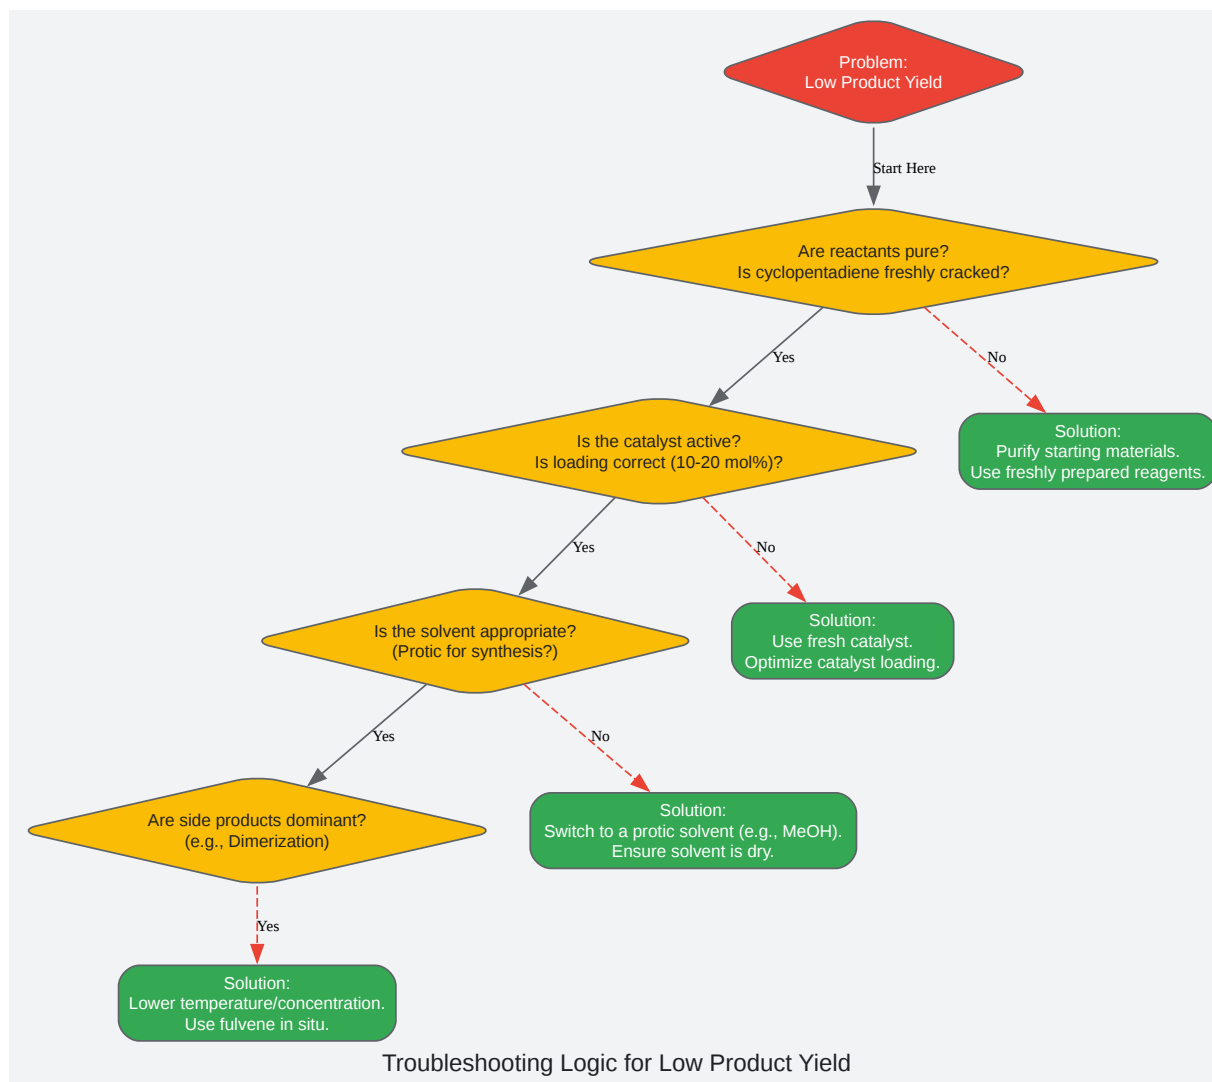 Problem:
Low Product Yield
Start Here
Are reactants pure?
Is cyclopentadiene freshly cracked?
Yes
No
Is the catalyst active?
Is loading correct (10-20 mol%)?
Solution:
Purify starting materials.
Use freshly prepared reagents.
Yes
No
Is the solvent appropriate?
(Protic for synthesis?)
Solution:
Use fresh catalyst.
Optimize catalyst loading.
Yes
No
Are side products dominant?
(e.g., Dimerization)
Solution:
Switch to a protic solvent (e.g., MeOH).
Ensure solvent is dry.
Yes
Solution:
Lower temperature/concentration.
Use fulvene in situ.
Troubleshooting Logic for Low Product Yield